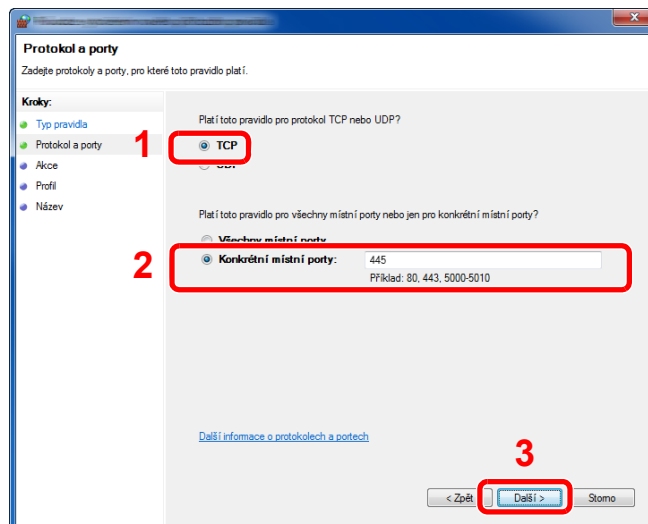 Protokol a porty
Zadejte protokoly a porty, pro které toto pravidlo platí.
Kroky:
Typ pravidla
Protokol a porty
Akce
Profil
Název
Platí toto pravidlo pro protokol TCP nebo UDP?
1
TCP
Platí toto pravidlo pro všechny místní porty nebo jen pro konkrétní místní porty?
Všechny místní porty
2
Konkrétní místní porty:
445
Příklad: 80, 443, 5000-5010
Další informace o protokolech a portech
3
< Zpět
Další >
Storno